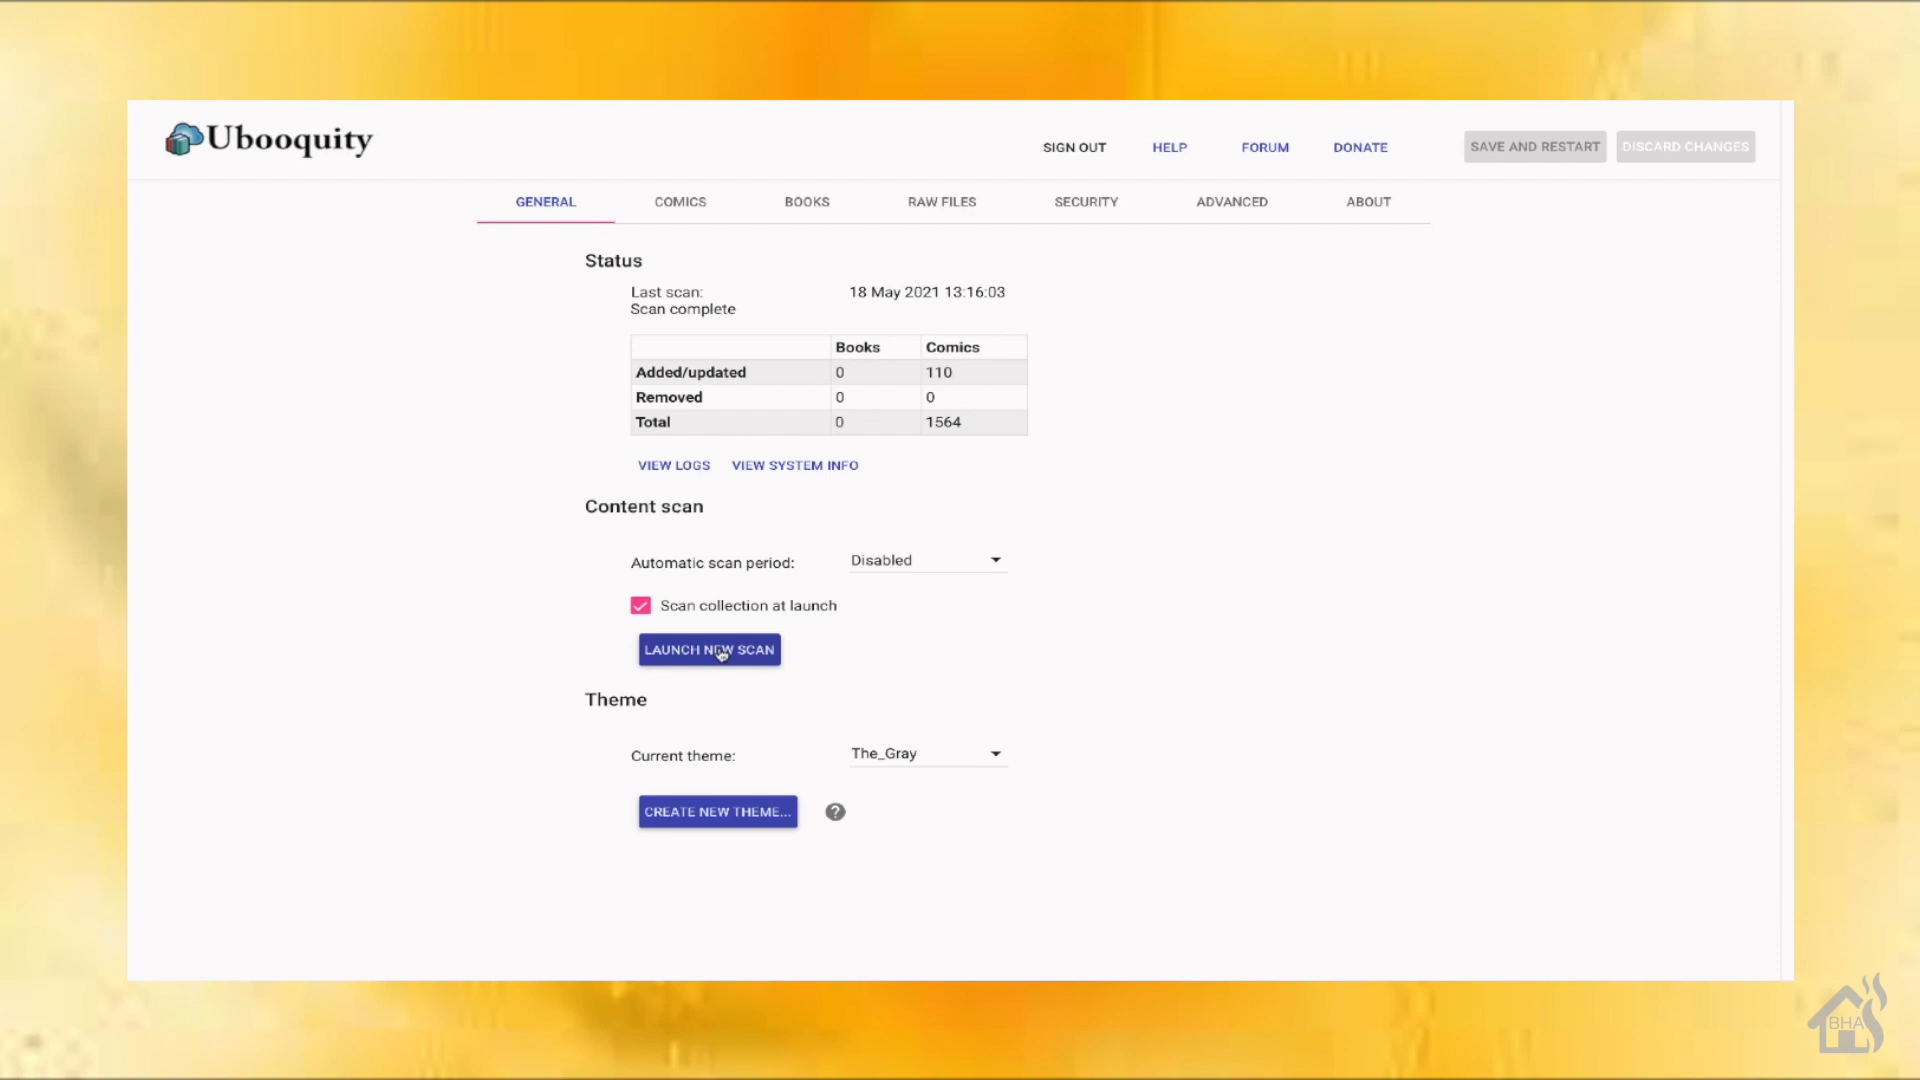 Ubooquity
SIGN OUT HELP FORUM DONATE SAVE AND RESTART DISCARD CHANGES
GENERAL COMICS BOOKS RAW FILES SECURITY ADVANCED ABOUT
Status
Last scan: 18 May 2021 13:16:03
Scan complete
Books Comics
Added/updated 0 110
Removed 0 0
Total 0 1564
VIEW LOGS VIEW SYSTEM INFO
Content scan
Automatic scan period: Disabled
Scan collection at launch
LAUNCH NEW SCAN
Theme
Current theme: The_Gray
CREATE NEW THEME... ?
BHA